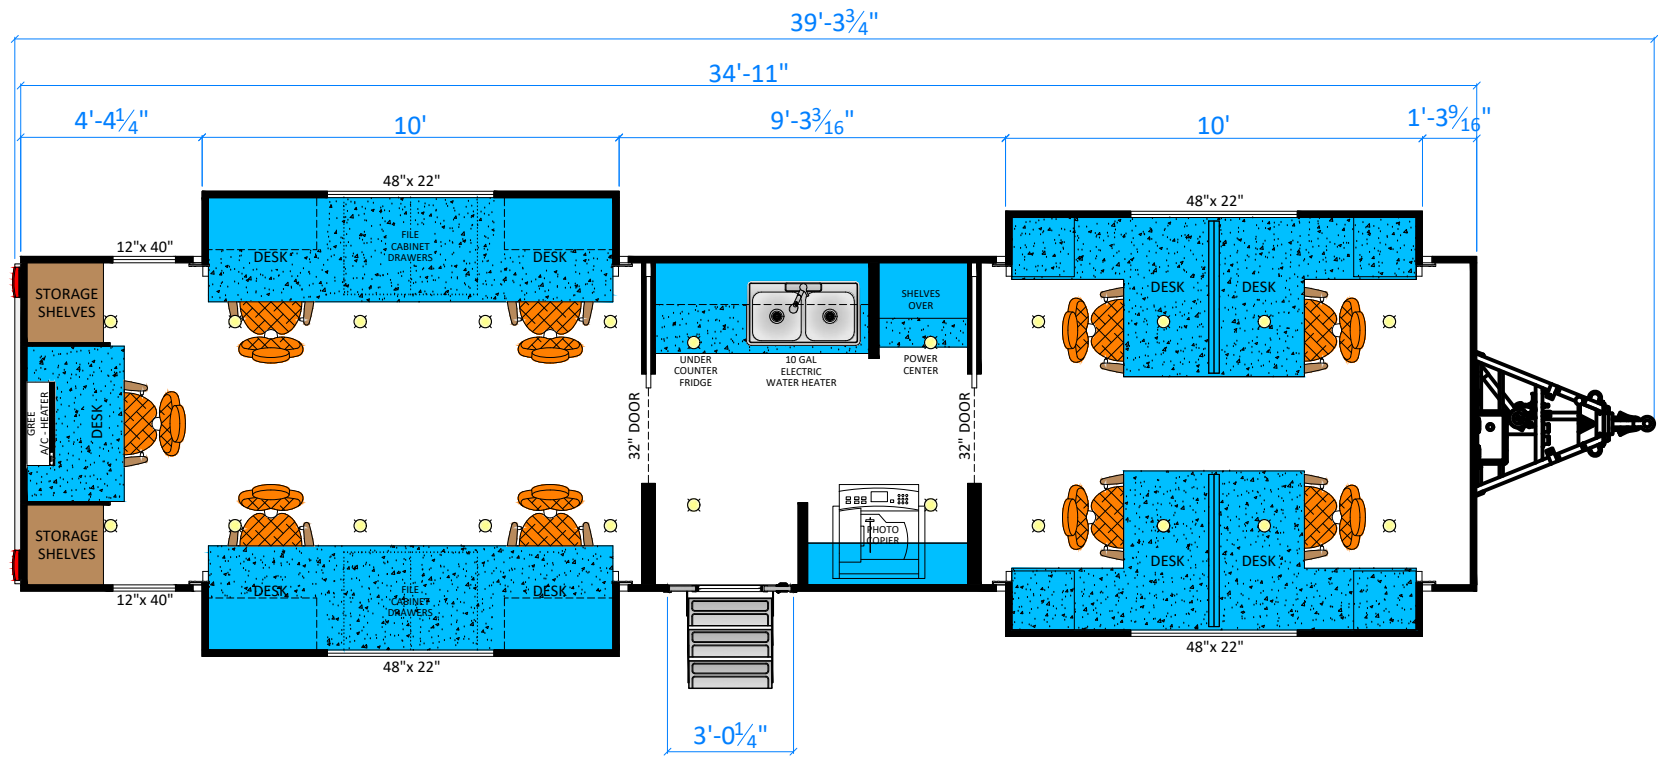 39'-3¾"
34'-11"
4'-4¼"
10'
9'-3³⁄₁₆"
10'
1'-3⁹⁄₁₆"
48"x 22"
48"x 22"
12"x 40"
FILE
CABINET
DRAWERS
DESK
DESK
STORAGE
SHELVES
SHELVES
OVER
DESK
DESK
UNDER
COUNTER
FRIDGE
10 GAL
ELECTRIC
WATER HEATER
POWER
CENTER
GREE
A/C - HEATER
DESK
32" DOOR
32" DOOR
STORAGE
SHELVES
PHOTO
COPIER
DESK
DESK
DESK
DESK
FILE
CABINET
DRAWERS
12"x 40"
48"x 22"
48"x 22"
3'-0¼"